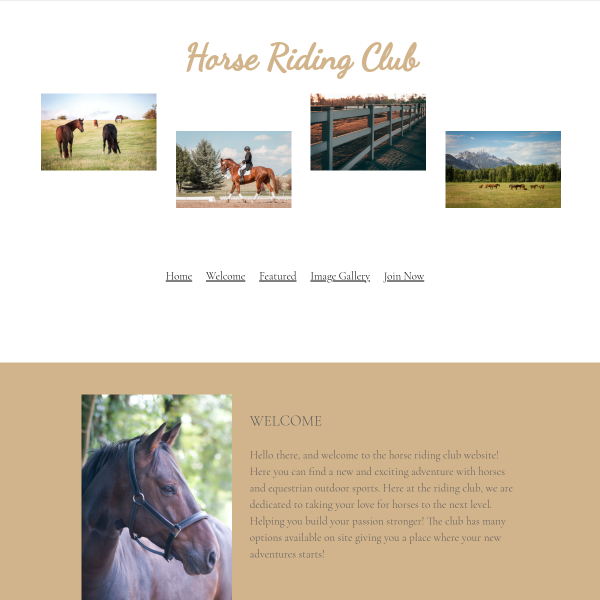 Horse Riding Club
Home Welcome Featured Image Gallery Join Now
WELCOME
Hello there, and welcome to the horse riding club website!
Here you can find a new and exciting adventure with horses
and equestrian outdoor sports. Here at the riding club, we are
dedicated to taking your love for horses to the next level.
Helping you build your passion stronger! The club has many
options available on site giving you a place where your new
adventures starts!